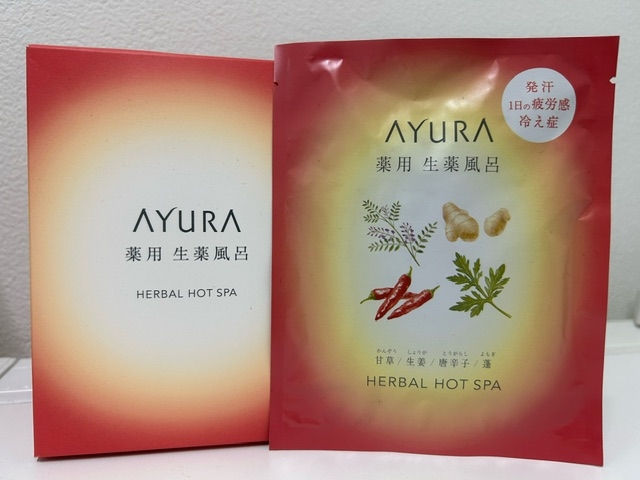 AYURA
薬用 生薬風呂
HERBAL HOT SPA
発汗
1日の疲労感
冷え症
AYURA
薬用 生薬風呂
かんぞう しょうが とうがらし よもぎ
甘草/生姜/唐辛子/蓬
HERBAL HOT SPA